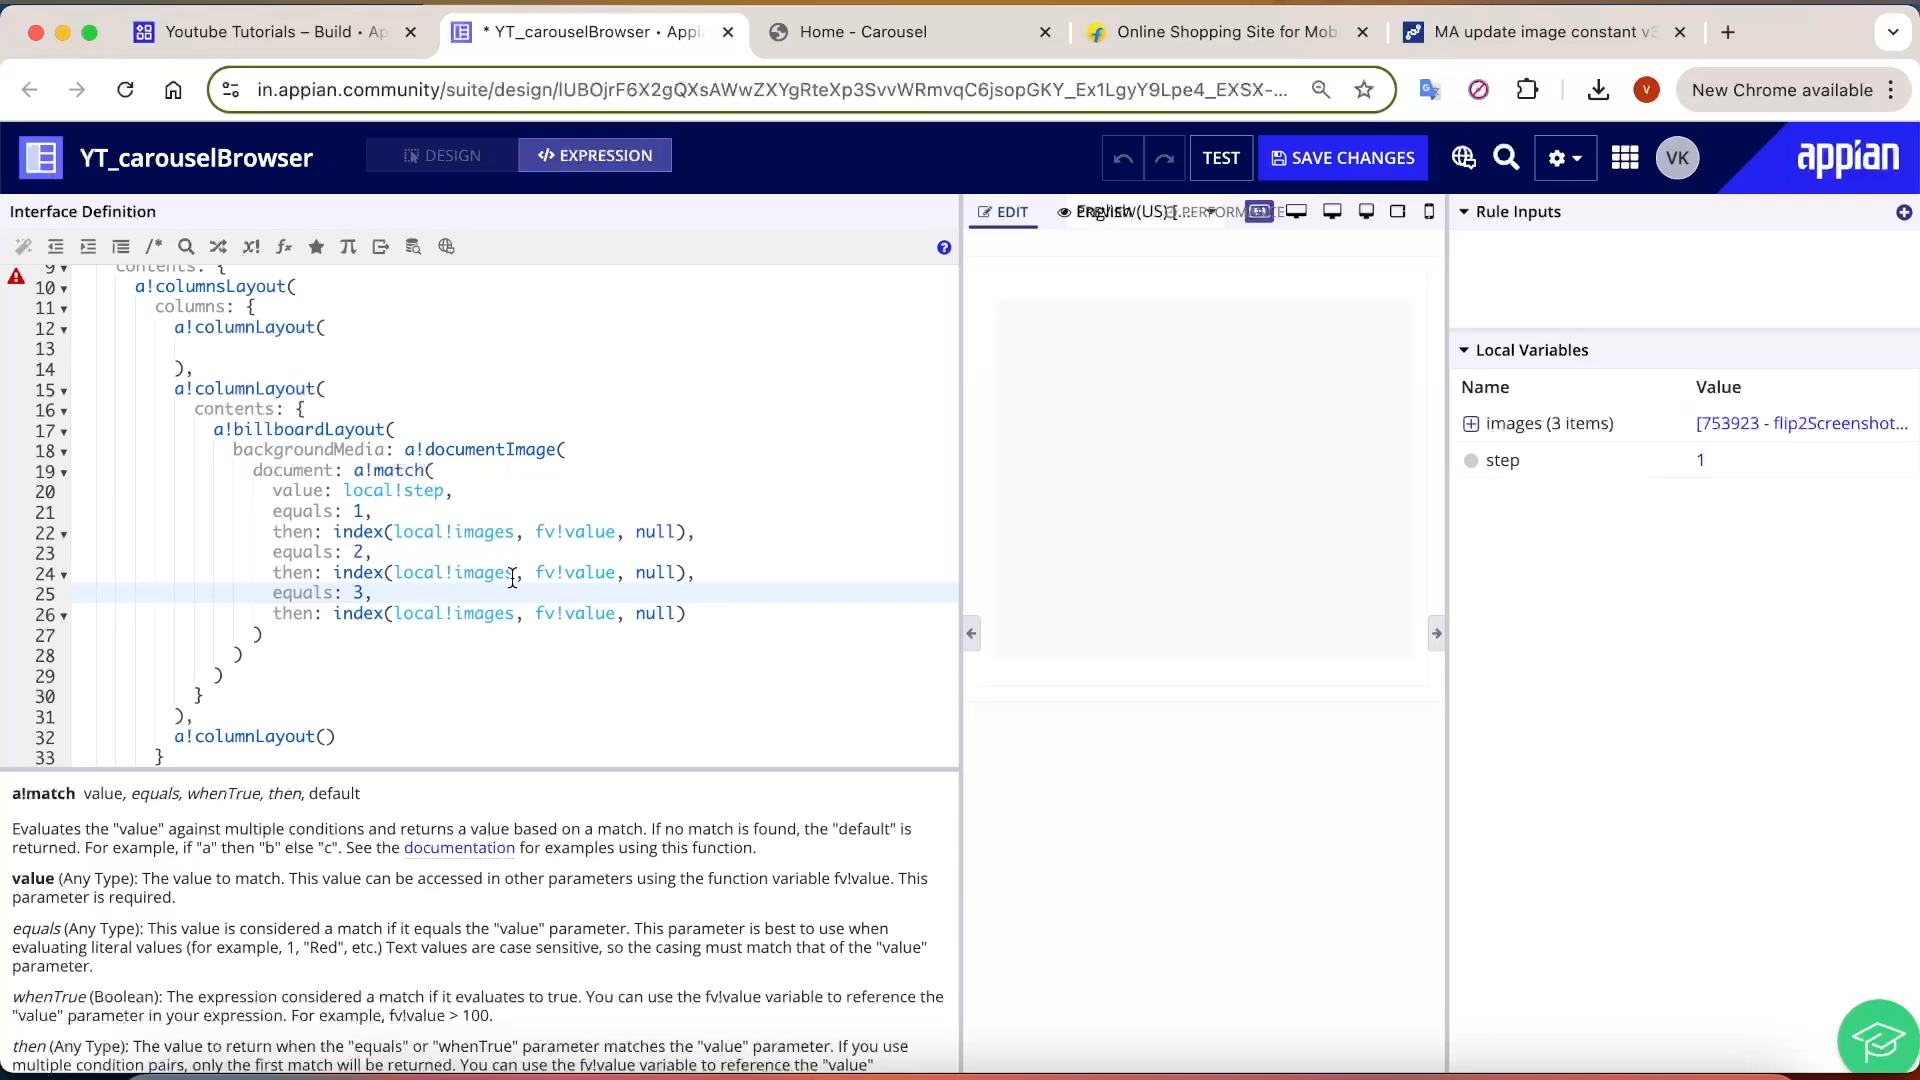 Youtube Tutorials – Build • Ap
* YT_carouselBrowser • Appi
Home - Carousel
Online Shopping Site for Mob
MA update image constant v3
in.appian.community/suite/design/lUBOjrF6X2gQXsAWwZXYgRteXp3SvvWRmvqC6jsopGKY_Ex1LgyY9Lpe4_EXSX-...
V
New Chrome available
YT_carouselBrowser
DESIGN
EXPRESSION
TEST
SAVE CHANGES
VK
appian
Interface Definition
EDIT
PREVIEW
English (US) [...
PERFORMANCE
Rule Inputs
9 contents: {
10 a!columnsLayout(
11 columns: {
12 a!columnLayout(
13
14 ),
15 a!columnLayout(
16 contents: {
17 a!billboardLayout(
18 backgroundMedia: a!documentImage(
19 document: a!match(
20 value: local!step,
21 equals: 1,
22 then: index(local!images, fv!value, null),
23 equals: 2,
24 then: index(local!images, fv!value, null),
25 equals: 3,
26 then: index(local!images, fv!value, null)
27 )
28 )
29 )
30 }
31 ),
32 a!columnLayout()
33 }
Local Variables
Name Value
images (3 items) [753923 - flip2Screenshot...
step 1
a!match value, equals, whenTrue, then, default
Evaluates the "value" against multiple conditions and returns a value based on a match. If no match is found, the "default" is
returned. For example, if "a" then "b" else "c". See the documentation for examples using this function.
value (Any Type): The value to match. This value can be accessed in other parameters using the function variable fv!value. This
parameter is required.
equals (Any Type): This value is considered a match if it equals the "value" parameter. This parameter is best to use when
evaluating literal values (for example, 1, "Red", etc.) Text values are case sensitive, so the casing must match that of the "value"
parameter.
whenTrue (Boolean): The expression considered a match if it evaluates to true. You can use the fv!value variable to reference the
"value" parameter in your expression. For example, fv!value > 100.
then (Any Type): The value to return when the "equals" or "whenTrue" parameter matches the "value" parameter. If you use
multiple condition pairs, only the first match will be returned. You can use the fv!value variable to reference the "value"